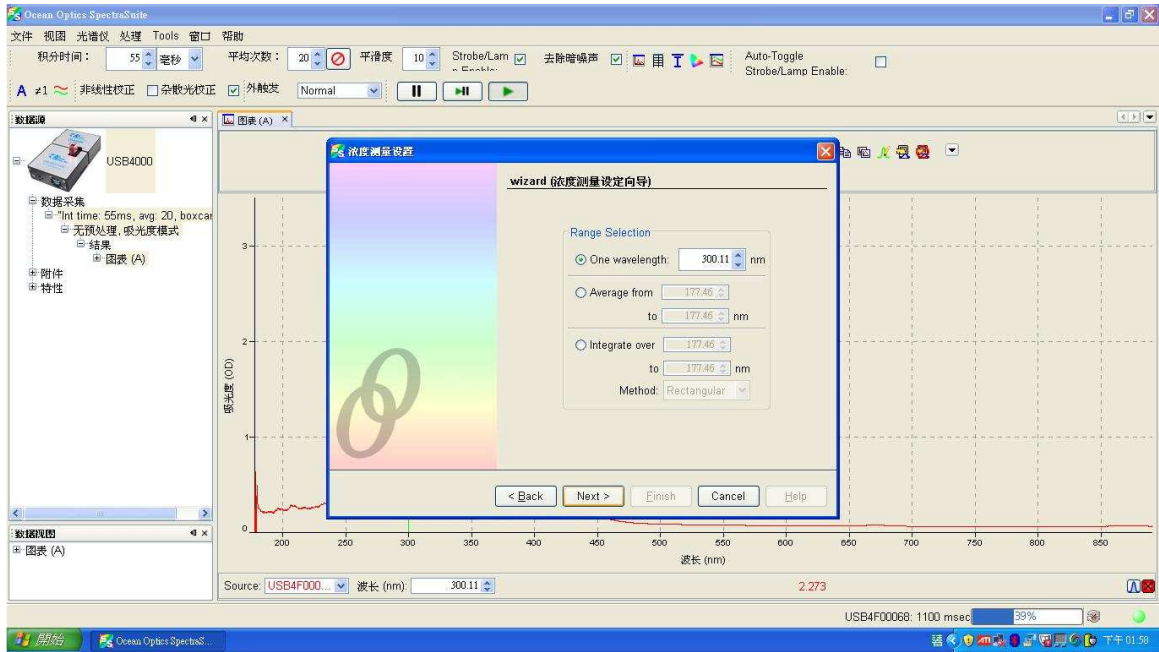 Ocean Optics SpectraSuite
文件 视图 光谱仪 处理 Tools 窗口 帮助
积分时间： 55 毫秒 平均次数： 20 平滑度 10 Strobe/Lam 去除暗噪声 Auto-Toggle
Strobe/Lamp Enable:
A ≠1 非线性校正 杂散光校正 外触发 Normal
数据源
图表 (A) ×
USB4000
数据采集
"Int time: 55ms, avg: 20, boxcar
无预处理, 吸光度模式
结果
图表 (A)
附件
特性
浓度测量设置
wizard (浓度测量设定向导)
Range Selection
One wavelength: 300.11 nm
Average from 177.46
to 177.46 nm
Integrate over 177.46
to 177.46 nm
Method: Rectangular
< Back Next > Finish Cancel Help
3
2
1
0
吸光度 (OD)
200 250 300 350 400 450 500 550 600 650 700 750 800 850
波长 (nm)
数据视图
图表 (A)
Source: USB4F000... 波长 (nm): 300.11 2.273
USB4F00068: 1100 msec 39%
開始 Ocean Optics SpectraS... 下午 01:58